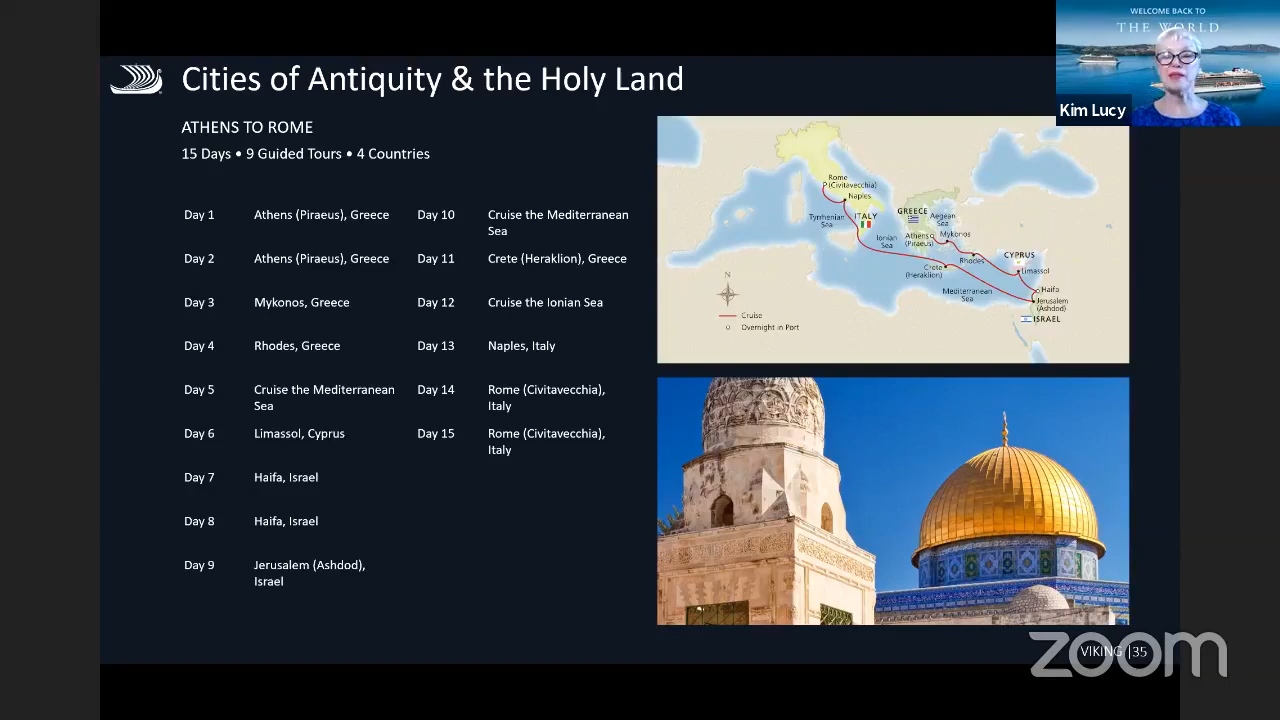 WELCOME BACK TO
THE WORLD
Kim Lucy
Cities of Antiquity & the Holy Land
ATHENS TO ROME
15 Days • 9 Guided Tours • 4 Countries
Day 1 Athens (Piraeus), Greece
Day 2 Athens (Piraeus), Greece
Day 3 Mykonos, Greece
Day 4 Rhodes, Greece
Day 5 Cruise the Mediterranean
Sea
Day 6 Limassol, Cyprus
Day 7 Haifa, Israel
Day 8 Haifa, Israel
Day 9 Jerusalem (Ashdod),
Israel
Day 10 Cruise the Mediterranean
Sea
Day 11 Crete (Heraklion), Greece
Day 12 Cruise the Ionian Sea
Day 13 Naples, Italy
Day 14 Rome (Civitavecchia),
Italy
Day 15 Rome (Civitavecchia),
Italy
Rome
(Civitavecchia)
Naples
Tyrrhenian
Sea
ITALY
GREECE
Aegean
Sea
Ionian
Sea
Athens
(Piraeus)
Mykonos
Rhodes
CYPRUS
Limassol
Crete
(Heraklion)
Mediterranean
Sea
Haifa
Jerusalem
(Ashdod)
ISRAEL
N
Cruise
Overnight in Port
VIKING |35
zoom